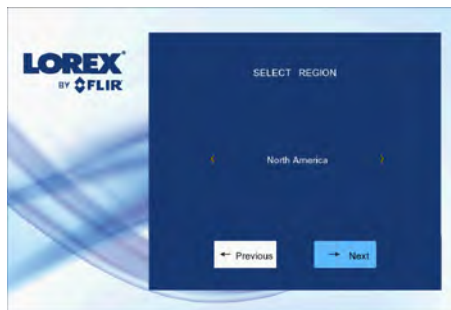 LOREX
BY FLIR
SELECT REGION
North America
← Previous
→ Next